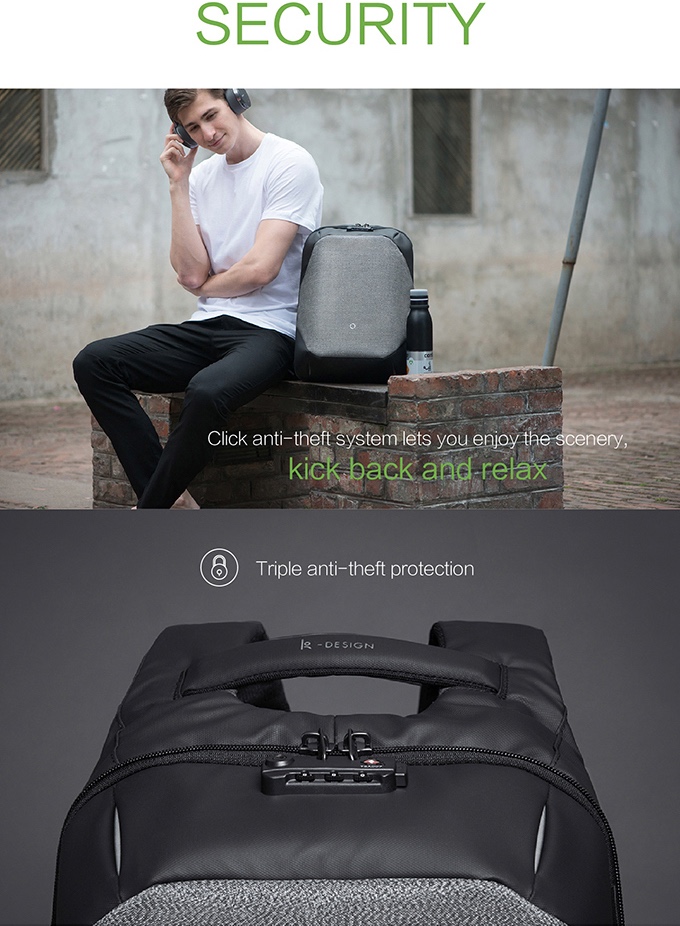 SECURITY
Click anti-theft system lets you enjoy the scenery,
kick back and relax
Triple anti-theft protection
-DESIGN